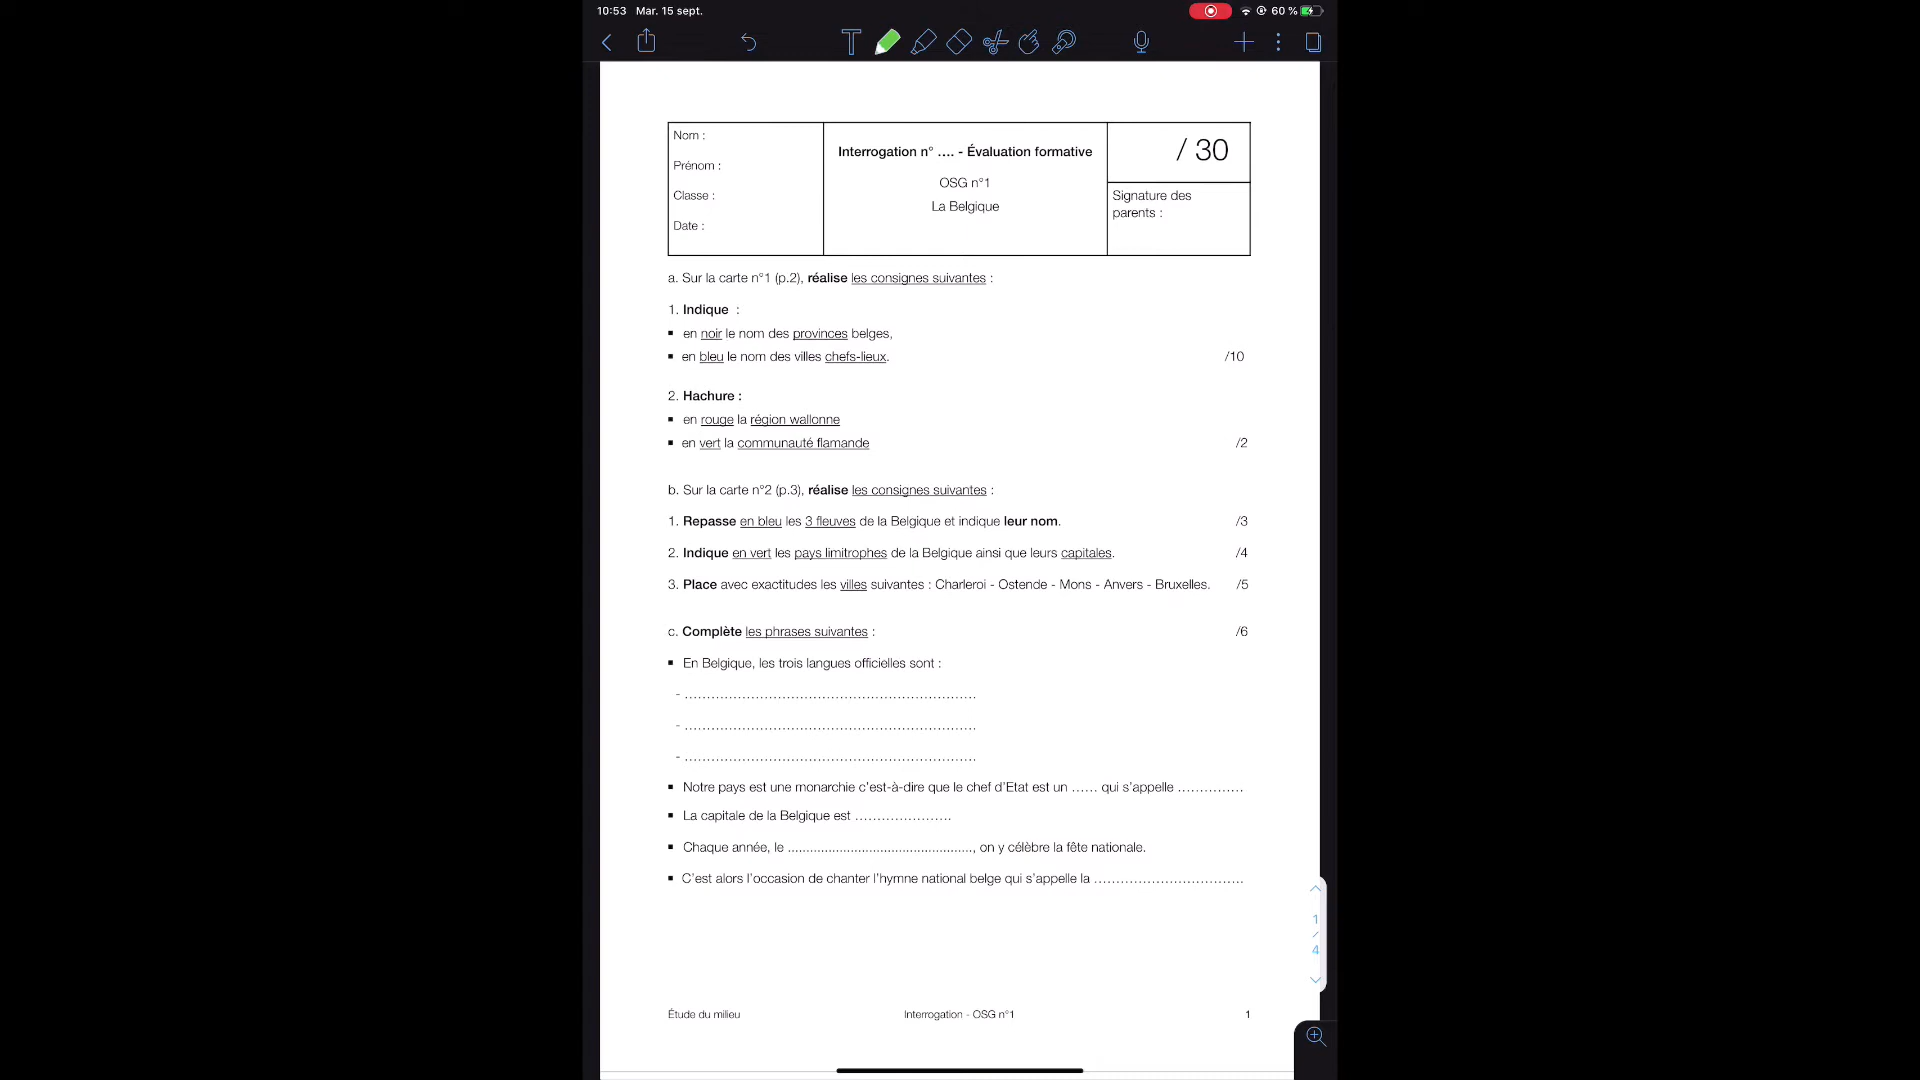 10:53 Mar. 15 sept.
60 %
Nom :
Prénom :
Classe :
Date :
Interrogation n° …. - Évaluation formative
OSG n°1
La Belgique
/ 30
Signature des
parents :
a. Sur la carte n°1 (p.2), réalise les consignes suivantes :
1. Indique :
▪ en noir le nom des provinces belges,
▪ en bleu le nom des villes chefs-lieux. /10
2. Hachure :
▪ en rouge la région wallonne
▪ en vert la communauté flamande /2
b. Sur la carte n°2 (p.3), réalise les consignes suivantes :
1. Repasse en bleu les 3 fleuves de la Belgique et indique leur nom. /3
2. Indique en vert les pays limitrophes de la Belgique ainsi que leurs capitales. /4
3. Place avec exactitudes les villes suivantes : Charleroi - Ostende - Mons - Anvers - Bruxelles. /5
c. Complète les phrases suivantes : /6
▪ En Belgique, les trois langues officielles sont :
- …………………………………………………………
- …………………………………………………………
- …………………………………………………………
▪ Notre pays est une monarchie c'est-à-dire que le chef d'Etat est un …… qui s'appelle ……………
▪ La capitale de la Belgique est ………………….
▪ Chaque année, le .................................................., on y célèbre la fête nationale.
▪ C'est alors l'occasion de chanter l'hymne national belge qui s'appelle la …………………………….
1
/
4
Étude du milieu Interrogation - OSG n°1 1